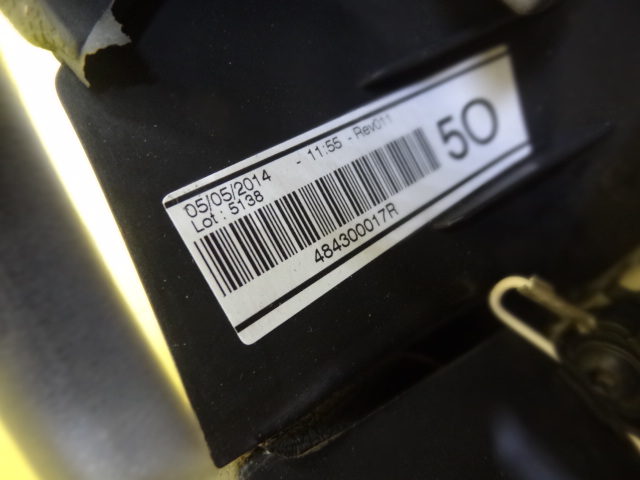 05/05/2014 - 11:55 - Rev011
Lot : 5138
50
484300017R